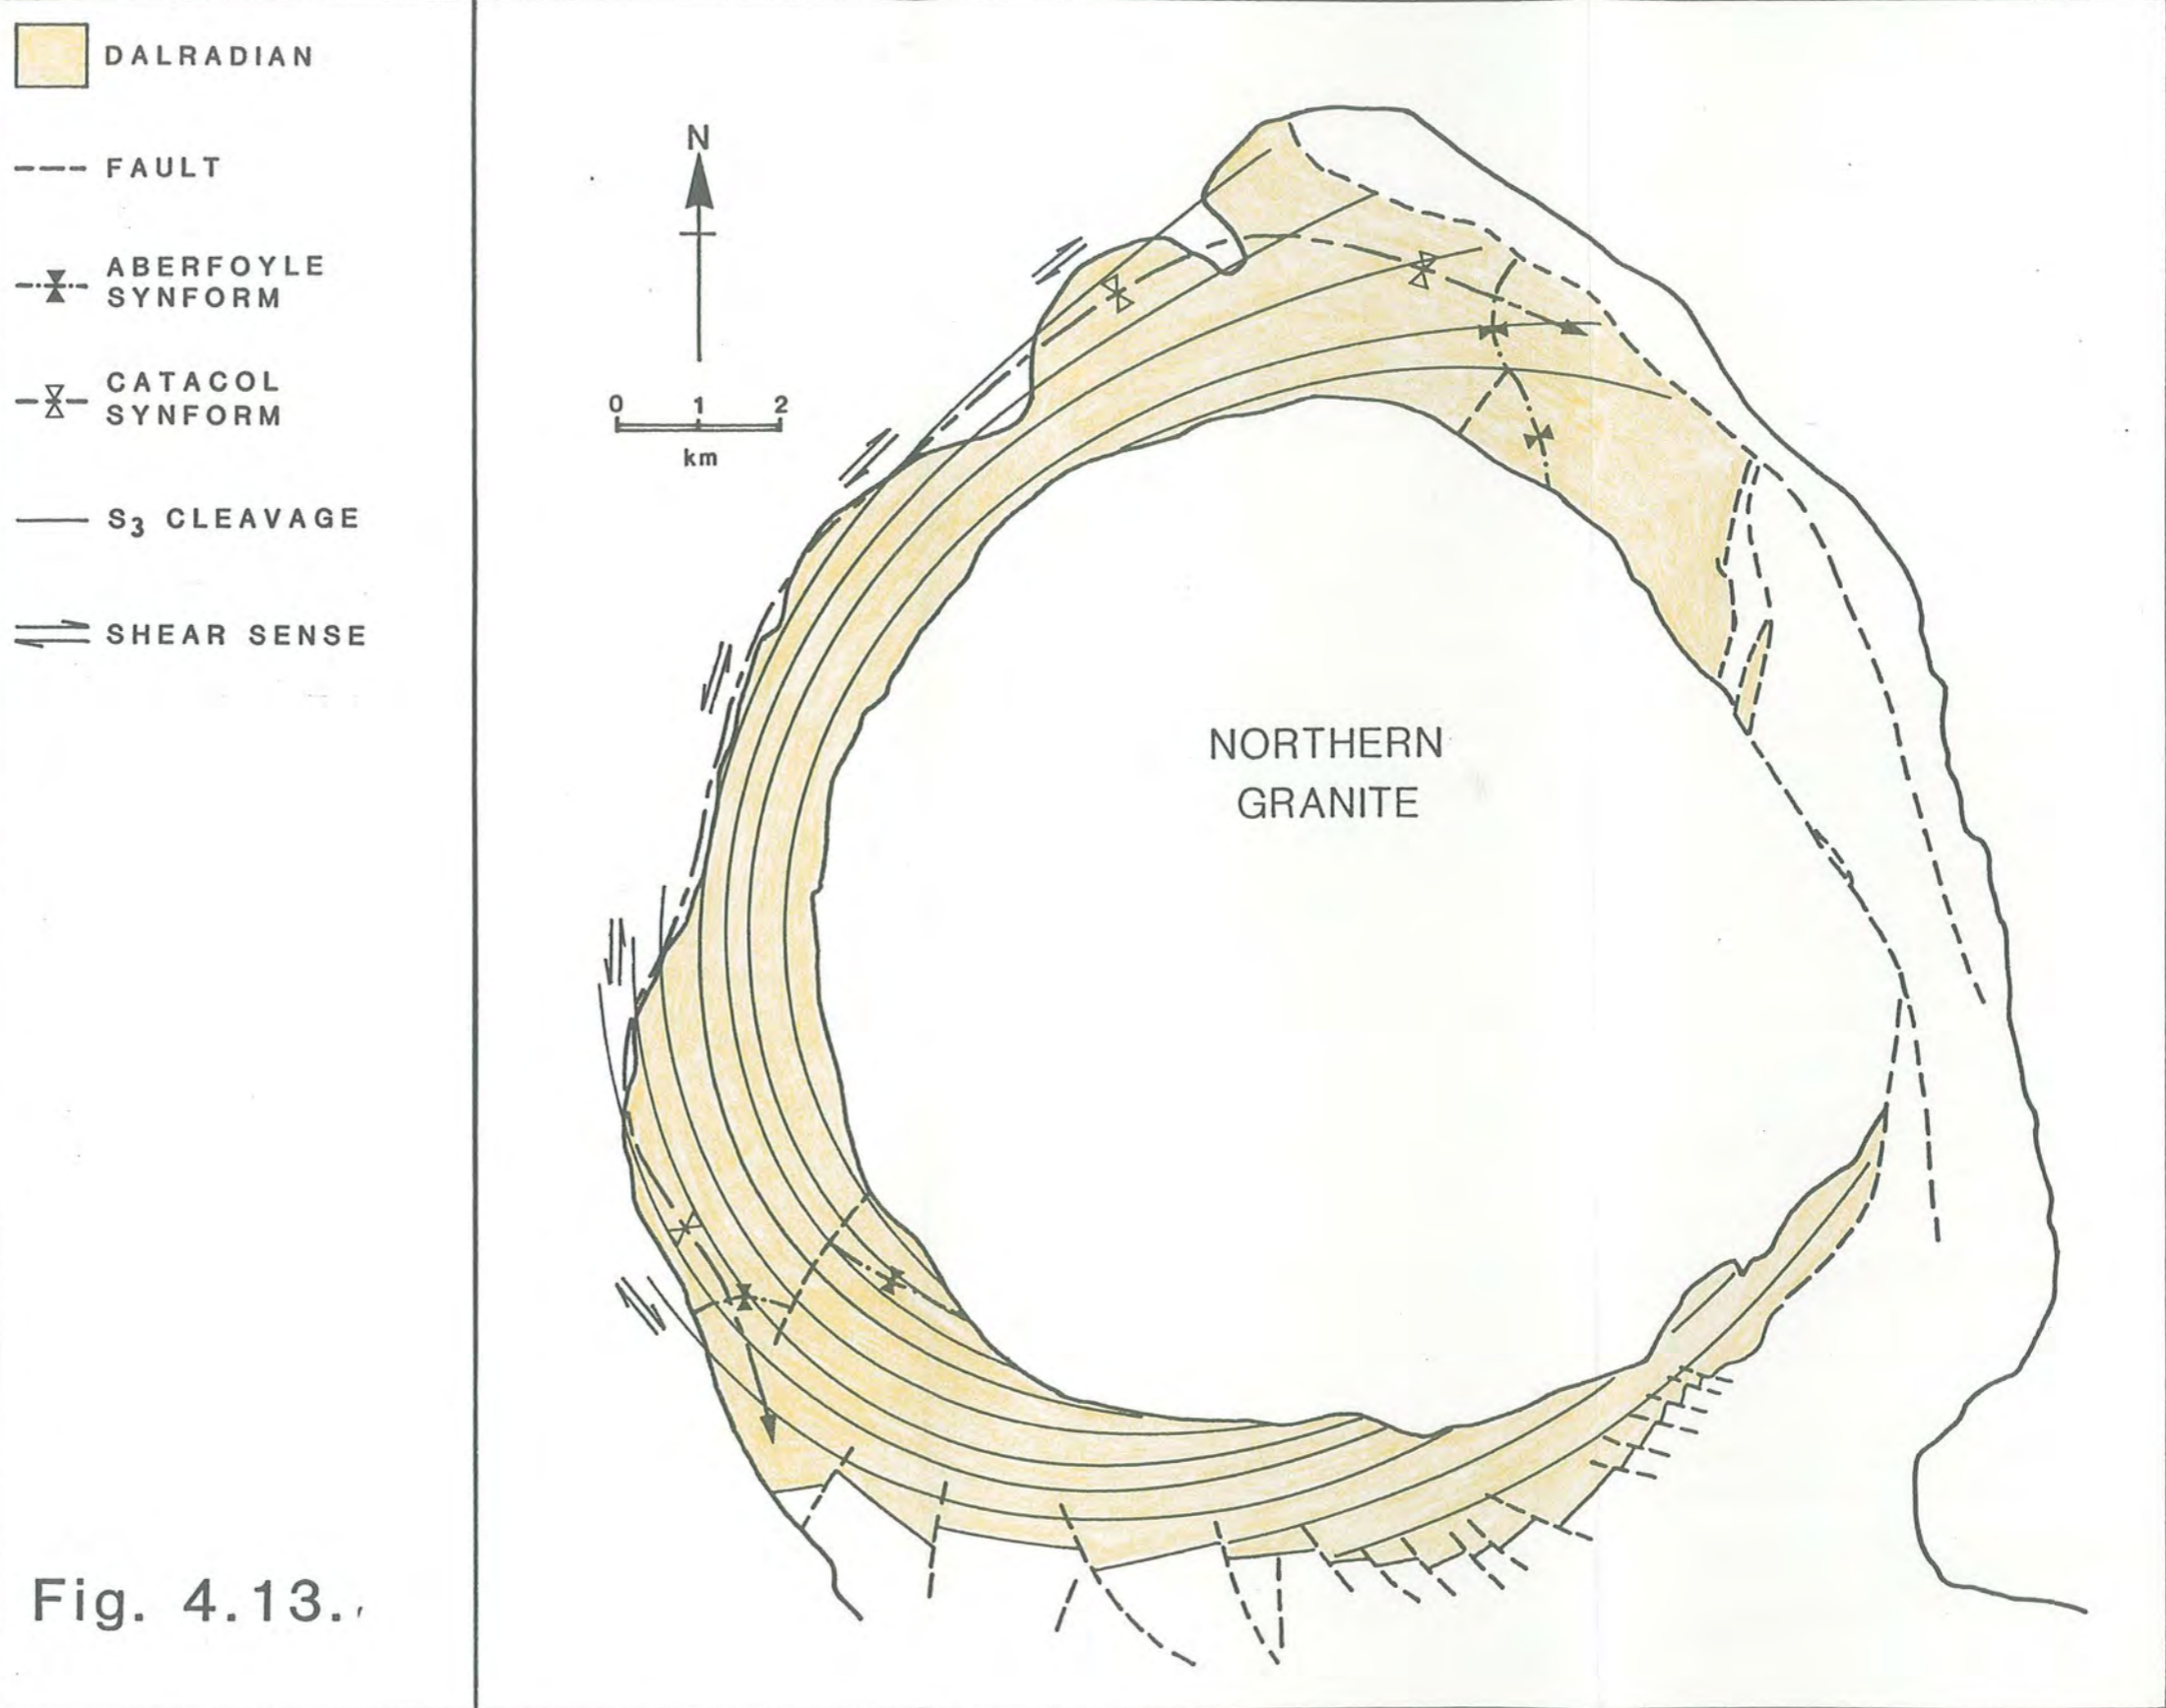 DALRADIAN
FAULT
ABERFOYLE
SYNFORM
CATACOL
SYNFORM
S₃ CLEAVAGE
SHEAR SENSE
N
0 1 2
km
NORTHERN
GRANITE
Fig. 4.13.